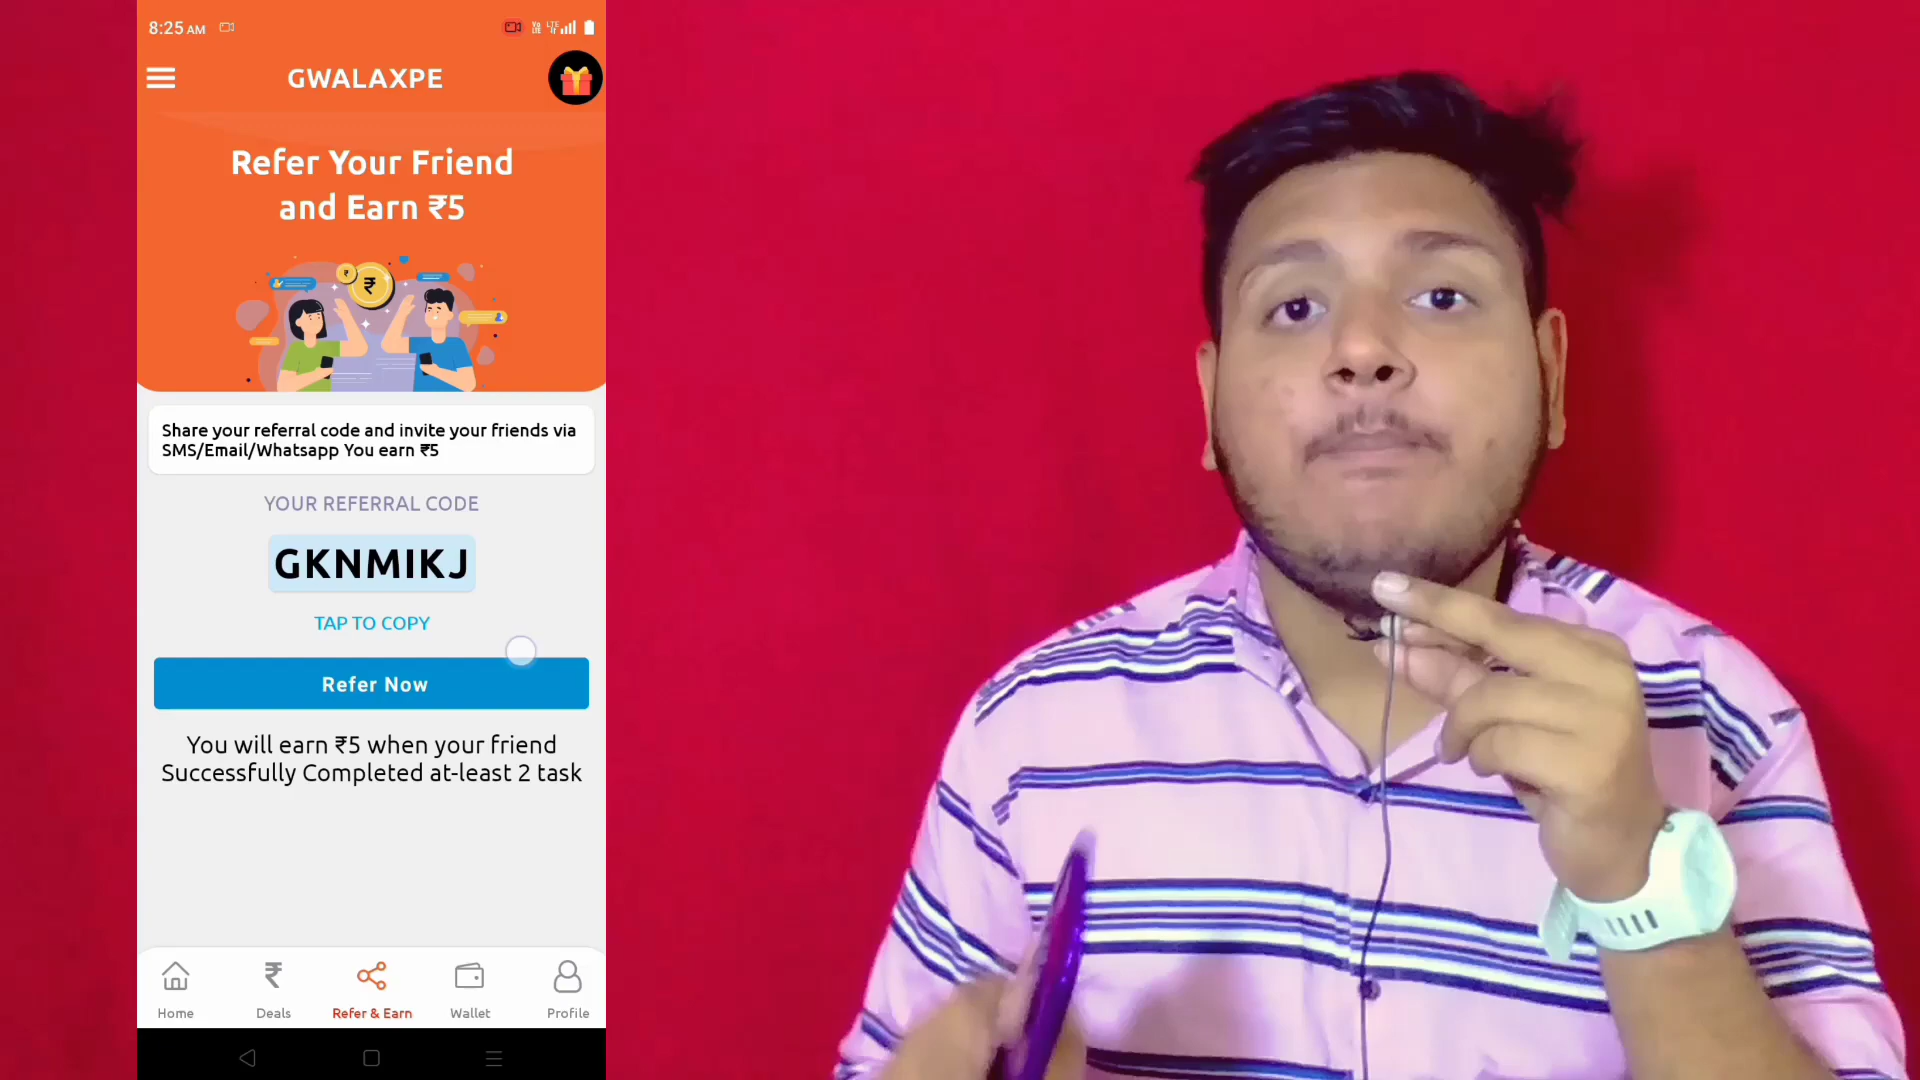 8:25 AM
GWALAXPE
Refer Your Friend
and Earn ₹5
Share your referral code and invite your friends via
SMS/Email/Whatsapp You earn ₹5
YOUR REFERRAL CODE
GKNMIKJ
TAP TO COPY
Refer Now
You will earn ₹5 when your friend
Successfully Completed at-least 2 task
Home
Deals
Refer & Earn
Wallet
Profile